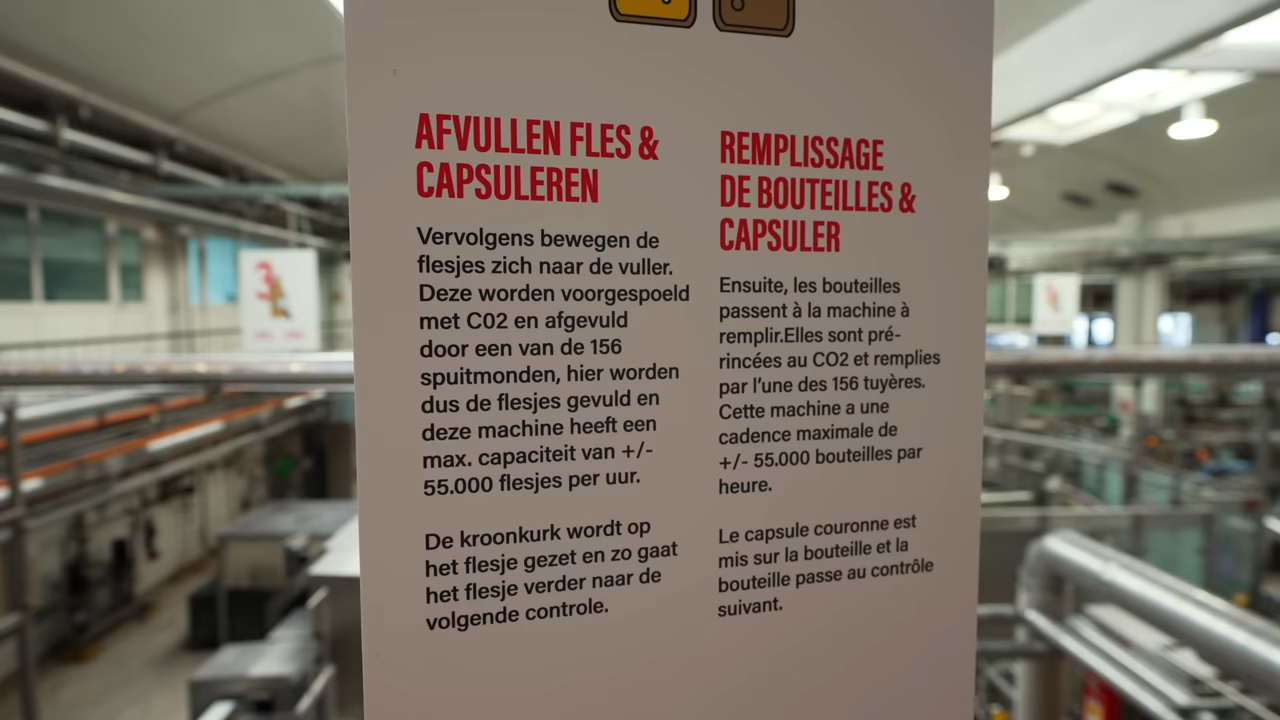 AFVULLEN FLES &
CAPSULEREN
Vervolgens bewegen de
flesjes zich naar de vuller.
Deze worden voorgespoeld
met C02 en afgevuld
door een van de 156
spuitmonden, hier worden
dus de flesjes gevuld en
deze machine heeft een
max. capaciteit van +/-
55.000 flesjes per uur.
De kroonkurk wordt op
het flesje gezet en zo gaat
het flesje verder naar de
volgende controle.
REMPLISSAGE
DE BOUTEILLES &
CAPSULER
Ensuite, les bouteilles
passent à la machine à
remplir.Elles sont pré-
rincées au CO2 et remplies
par l'une des 156 tuyères.
Cette machine a une
cadence maximale de
+/- 55.000 bouteilles par
heure.
Le capsule couronne est
mis sur la bouteille et la
bouteille passe au contrôle
suivant.
3